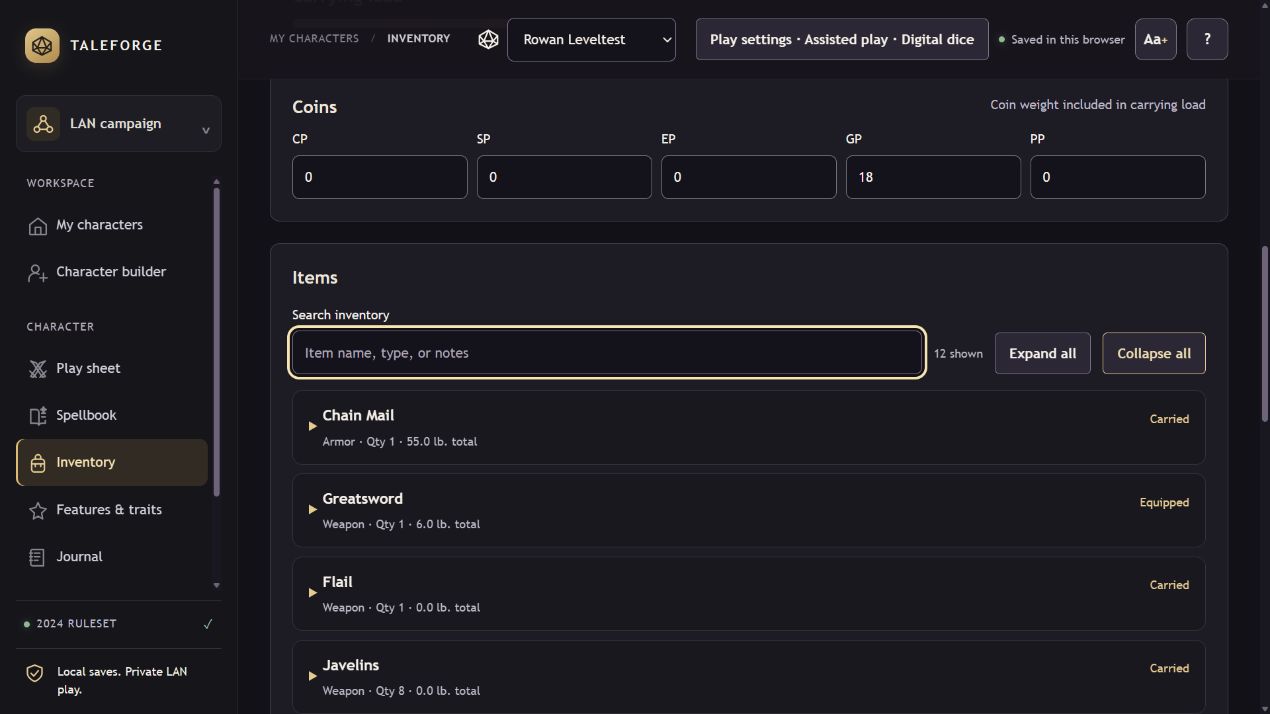 TALEFORGE
LAN campaign
WORKSPACE
My characters
Character builder
CHARACTER
Play sheet
Spellbook
Inventory
Features & traits
Journal
2024 RULESET
Local saves. Private LAN
play.
MY CHARACTERS / INVENTORY
Rowan Leveltest
Play settings · Assisted play · Digital dice
Saved in this browser
Aa+
?
Coins
Coin weight included in carrying load
CP SP EP GP PP
0 0 0 18 0
Items
Search inventory
Item name, type, or notes
12 shown
Expand all
Collapse all
Chain Mail
Carried
Armor · Qty 1 · 55.0 lb. total
Greatsword
Equipped
Weapon · Qty 1 · 6.0 lb. total
Flail
Carried
Weapon · Qty 1 · 0.0 lb. total
Javelins
Carried
Weapon · Qty 8 · 0.0 lb. total